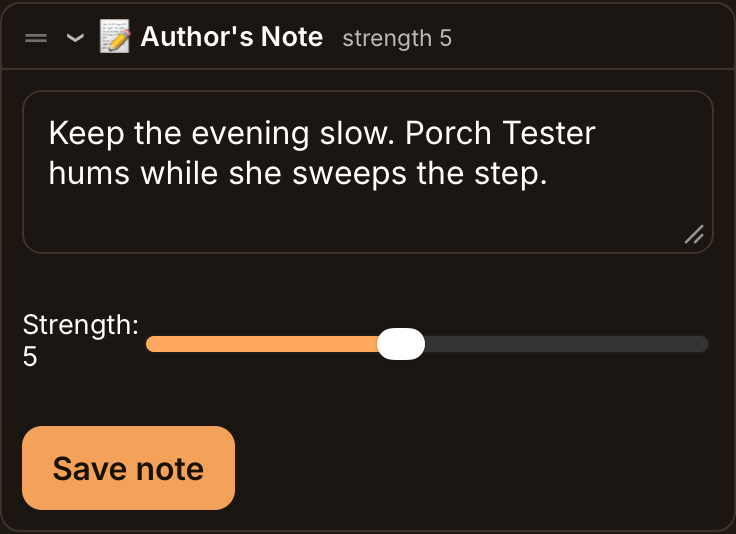 Author's Note strength 5
Keep the evening slow. Porch Tester
hums while she sweeps the step.
Strength:
5
Save note